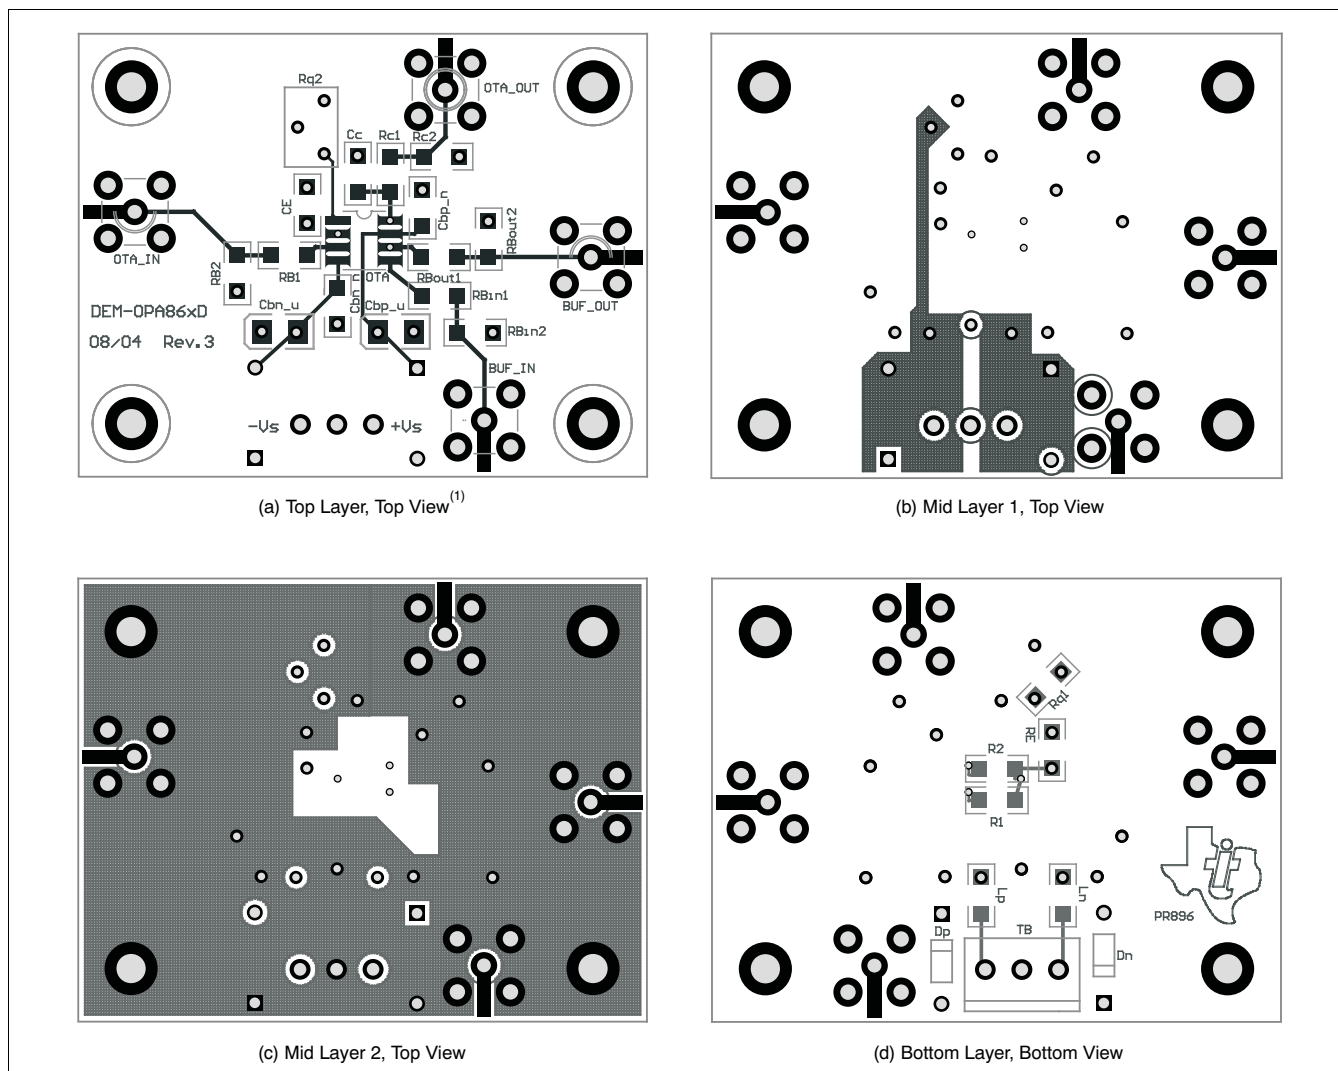 Rq2
OTA_OUT
Cc
Rc1
Rc2
CE
Cbp_n
RBout2
OTA_IN
RB2
RB1
OTA
RBout1
Cbn_n
Cbn_u
Cbp_u
RBin1
BUF_OUT
DEM-OPA86xD
08/04 Rev.3
RBin2
BUF_IN
-Vs
+Vs
(a) Top Layer, Top View(1)
(b) Mid Layer 1, Top View
(c) Mid Layer 2, Top View
Rq1
RE
R2
R1
Lp
Ln
PR896
Dp
TB
Dn
(d) Bottom Layer, Bottom View